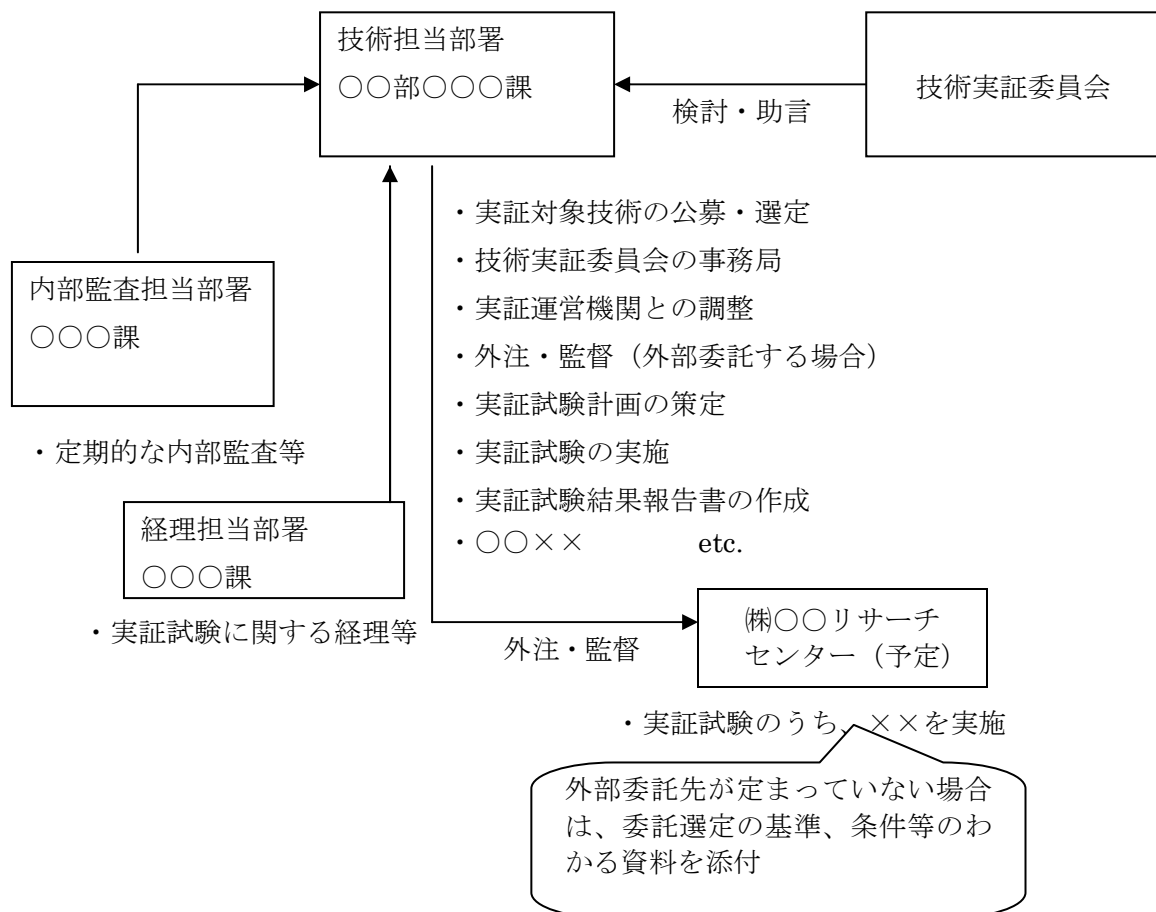 技術担当部署
○○部○○○課
技術実証委員会
検討・助言
・実証対象技術の公募・選定
・技術実証委員会の事務局
・実証運営機関との調整
・外注・監督（外部委託する場合）
・実証試験計画の策定
・実証試験の実施
・実証試験結果報告書の作成
・○○×× etc.
内部監査担当部署
○○○課
・定期的な内部監査等
経理担当部署
○○○課
・実証試験に関する経理等
外注・監督
㈱○○リサーチ
センター（予定）
・実証試験のうち、××を実施
外部委託先が定まっていない場合
は、委託選定の基準、条件等のわ
かる資料を添付